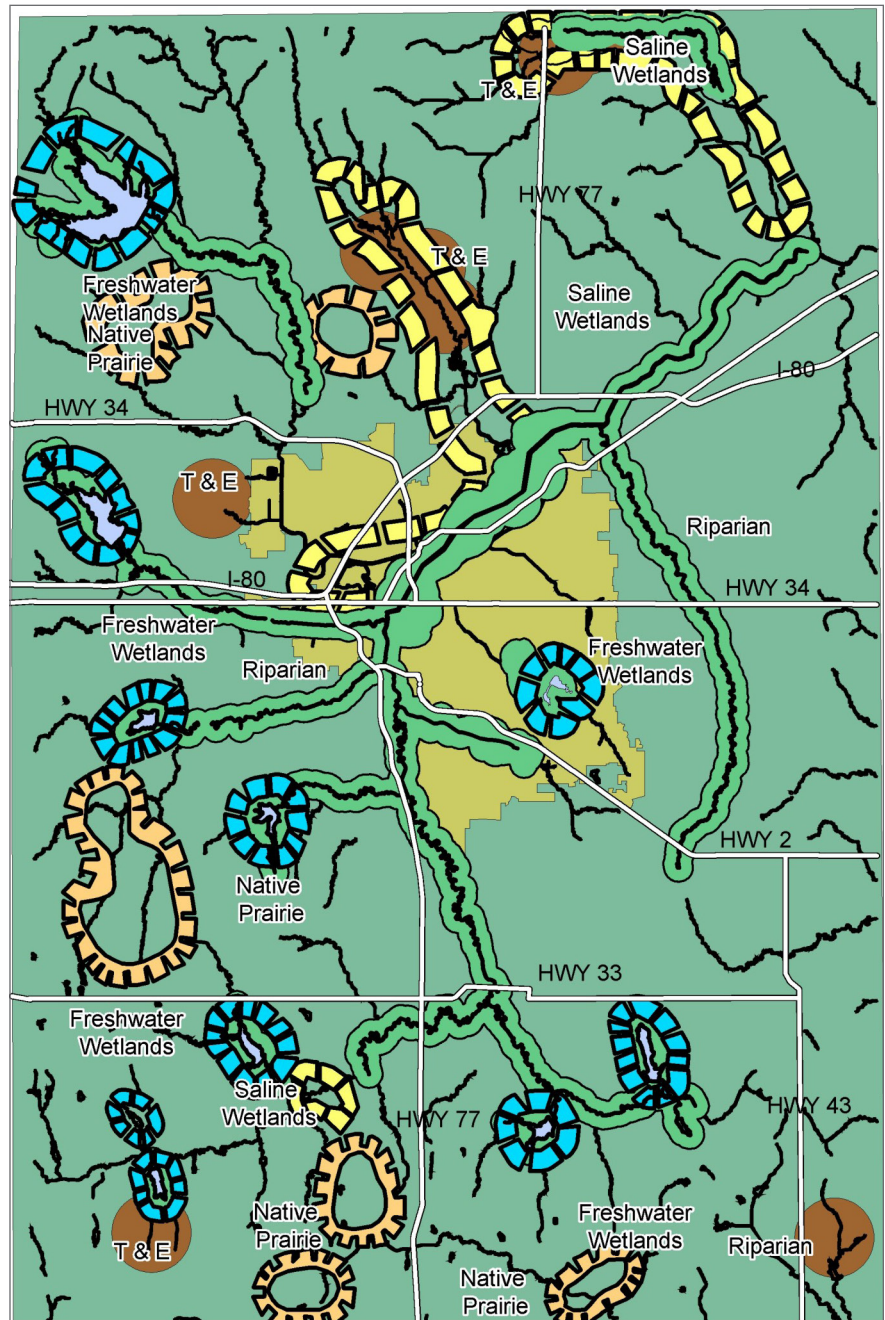 Saline
Wetlands
T & E
HWY 77
T & E
Freshwater
Wetlands
Native
Prairie
Saline
Wetlands
I-80
HWY 34
T & E
Riparian
I-80
HWY 34
Freshwater
Wetlands
Riparian
Freshwater
Wetlands
HWY 2
Native
Prairie
HWY 33
Freshwater
Wetlands
Saline
Wetlands
HWY 77
HWY 43
Native
Prairie
Freshwater
Wetlands
T & E
Riparian
Native
Prairie